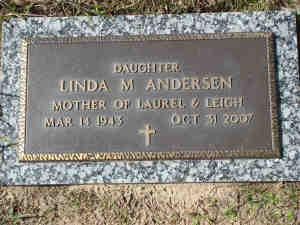 DAUGHTER
LINDA M ANDERSEN
MOTHER OF LAUREL & LEIGH
MAR 14 1943 OCT 31 2007